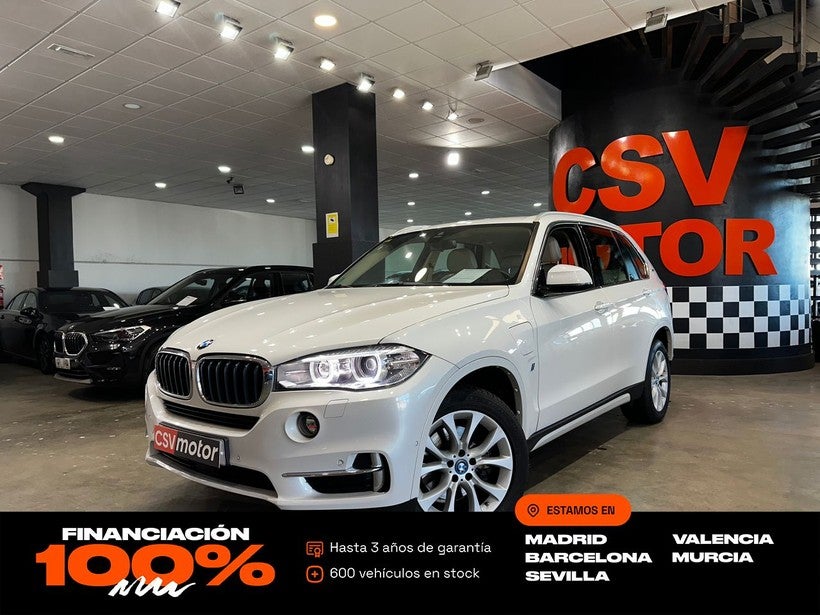 CSV
MOTOR
CSVmotor
FINANCIACIÓN
100%
Hasta 3 años de garantía
600 vehículos en stock
ESTAMOS EN
MADRID
BARCELONA
SEVILLA
VALENCIA
MURCIA